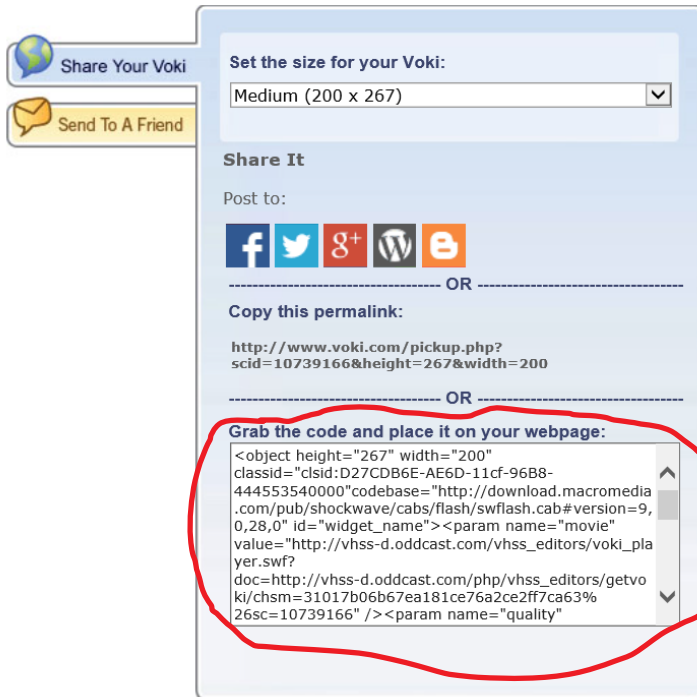 Share Your Voki
Send To A Friend
Set the size for your Voki:
Medium (200 x 267)
Share It
Post to:
f
g+
W
B
----------------------------------- OR ----------------------------------
Copy this permalink:
http://www.voki.com/pickup.php?
scid=10739166&height=267&width=200
----------------------------------- OR ----------------------------------
Grab the code and place it on your webpage:
<object height="267" width="200"
classid="clsid:D27CDB6E-AE6D-11cf-96B8-
444553540000"codebase="http://download.macromedia
.com/pub/shockwave/cabs/flash/swflash.cab#version=9,
0,28,0" id="widget_name"><param name="movie"
value="http://vhss-d.oddcast.com/vhss_editors/voki_pla
yer.swf?
doc=http://vhss-d.oddcast.com/php/vhss_editors/getvo
ki/chsm=31017b06b67ea181ce76a2ce2ff7ca63%
26sc=10739166" /><param name="quality"